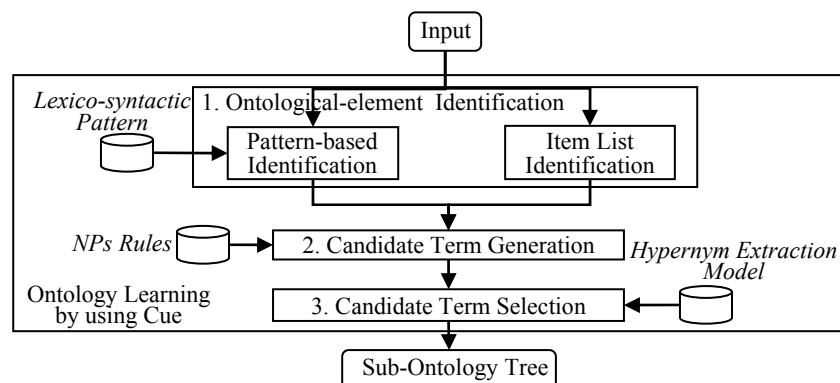 Input
Lexico-syntactic
Pattern
1. Ontological-element Identification
Pattern-based
Identification
Item List
Identification
NPs Rules
2. Candidate Term Generation
Hypernym Extraction
Model
Ontology Learning
by using Cue
3. Candidate Term Selection
Sub-Ontology Tree